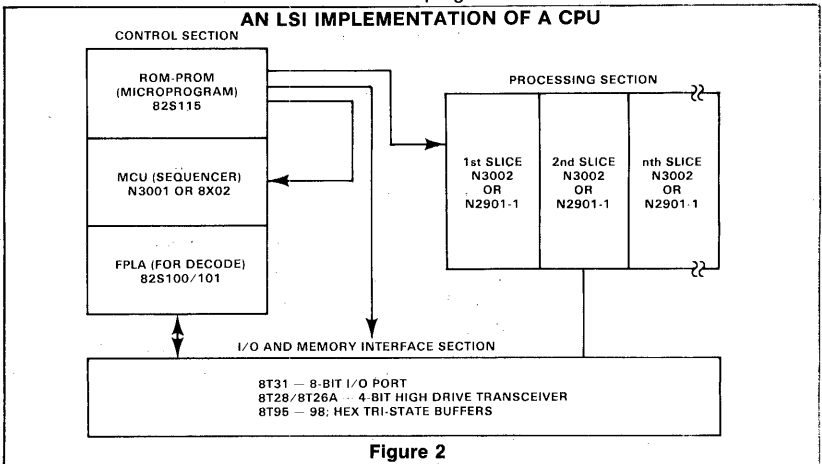 AN LSI IMPLEMENTATION OF A CPU
CONTROL SECTION
ROM-PROM
(MICROPROGRAM)
82S115
MCU (SEQUENCER)
N3001 OR 8X02
FPLA (FOR DECODE)
82S100/101
PROCESSING SECTION
1st SLICE
N3002
OR
N2901-1
2nd SLICE
N3002
OR
N2901-1
nth SLICE
N3002
OR
N2901-1
I/O AND MEMORY INTERFACE SECTION
8T31 — 8-BIT I/O PORT
8T28/8T26A — 4-BIT HIGH DRIVE TRANSCEIVER
8T95 — 98; HEX TRI-STATE BUFFERS
Figure 2